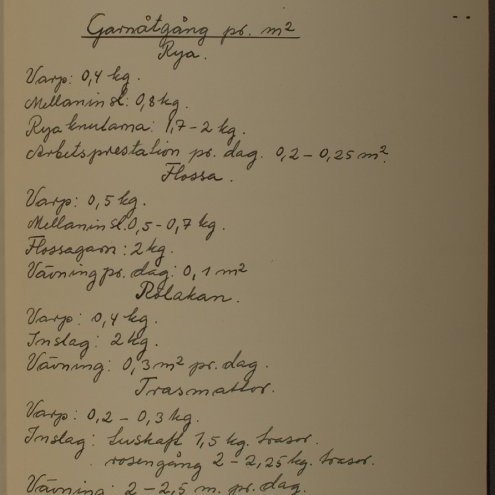 Garnåtgång pr. m²
Rya.
Varp: 0,4 kg.
Mellaninsl: 0,8 kg.
Rya knutarna: 1,7 - 2 kg.
Arbetsprestation pr. dag. 0,2 - 0,25 m².
Flossa.
Varp: 0,5 kg.
Mellaninsl. 0,5 - 0,7 kg.
Flossagarn: 2 kg.
Vävning pr. dag: 0,1 m²
Rölakan.
Varp: 0,4 kg.
Inslag: 2 kg.
Vävning: 0,3 m² pr. dag.
Trasmattor.
Varp: 0,2 - 0,3 kg.
Inslag: tuskaft 1,5 kg. trasor.
rosengång 2 - 2,25 kg. trasor.
Vävning: 2 - 2,5 m. pr. dag.